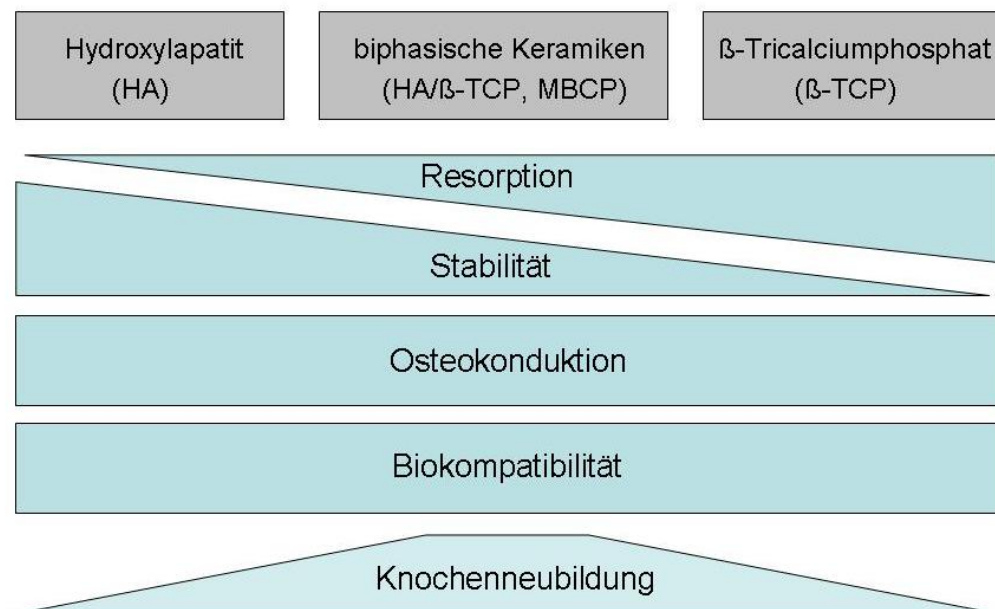 Hydroxylapatit
(HA)
biphasische Keramiken
(HA/ß-TCP, MBCP)
ß-Tricalciumphosphat
(ß-TCP)
Resorption
Stabilität
Osteokonduktion
Biokompatibilität
Knochenneubildung